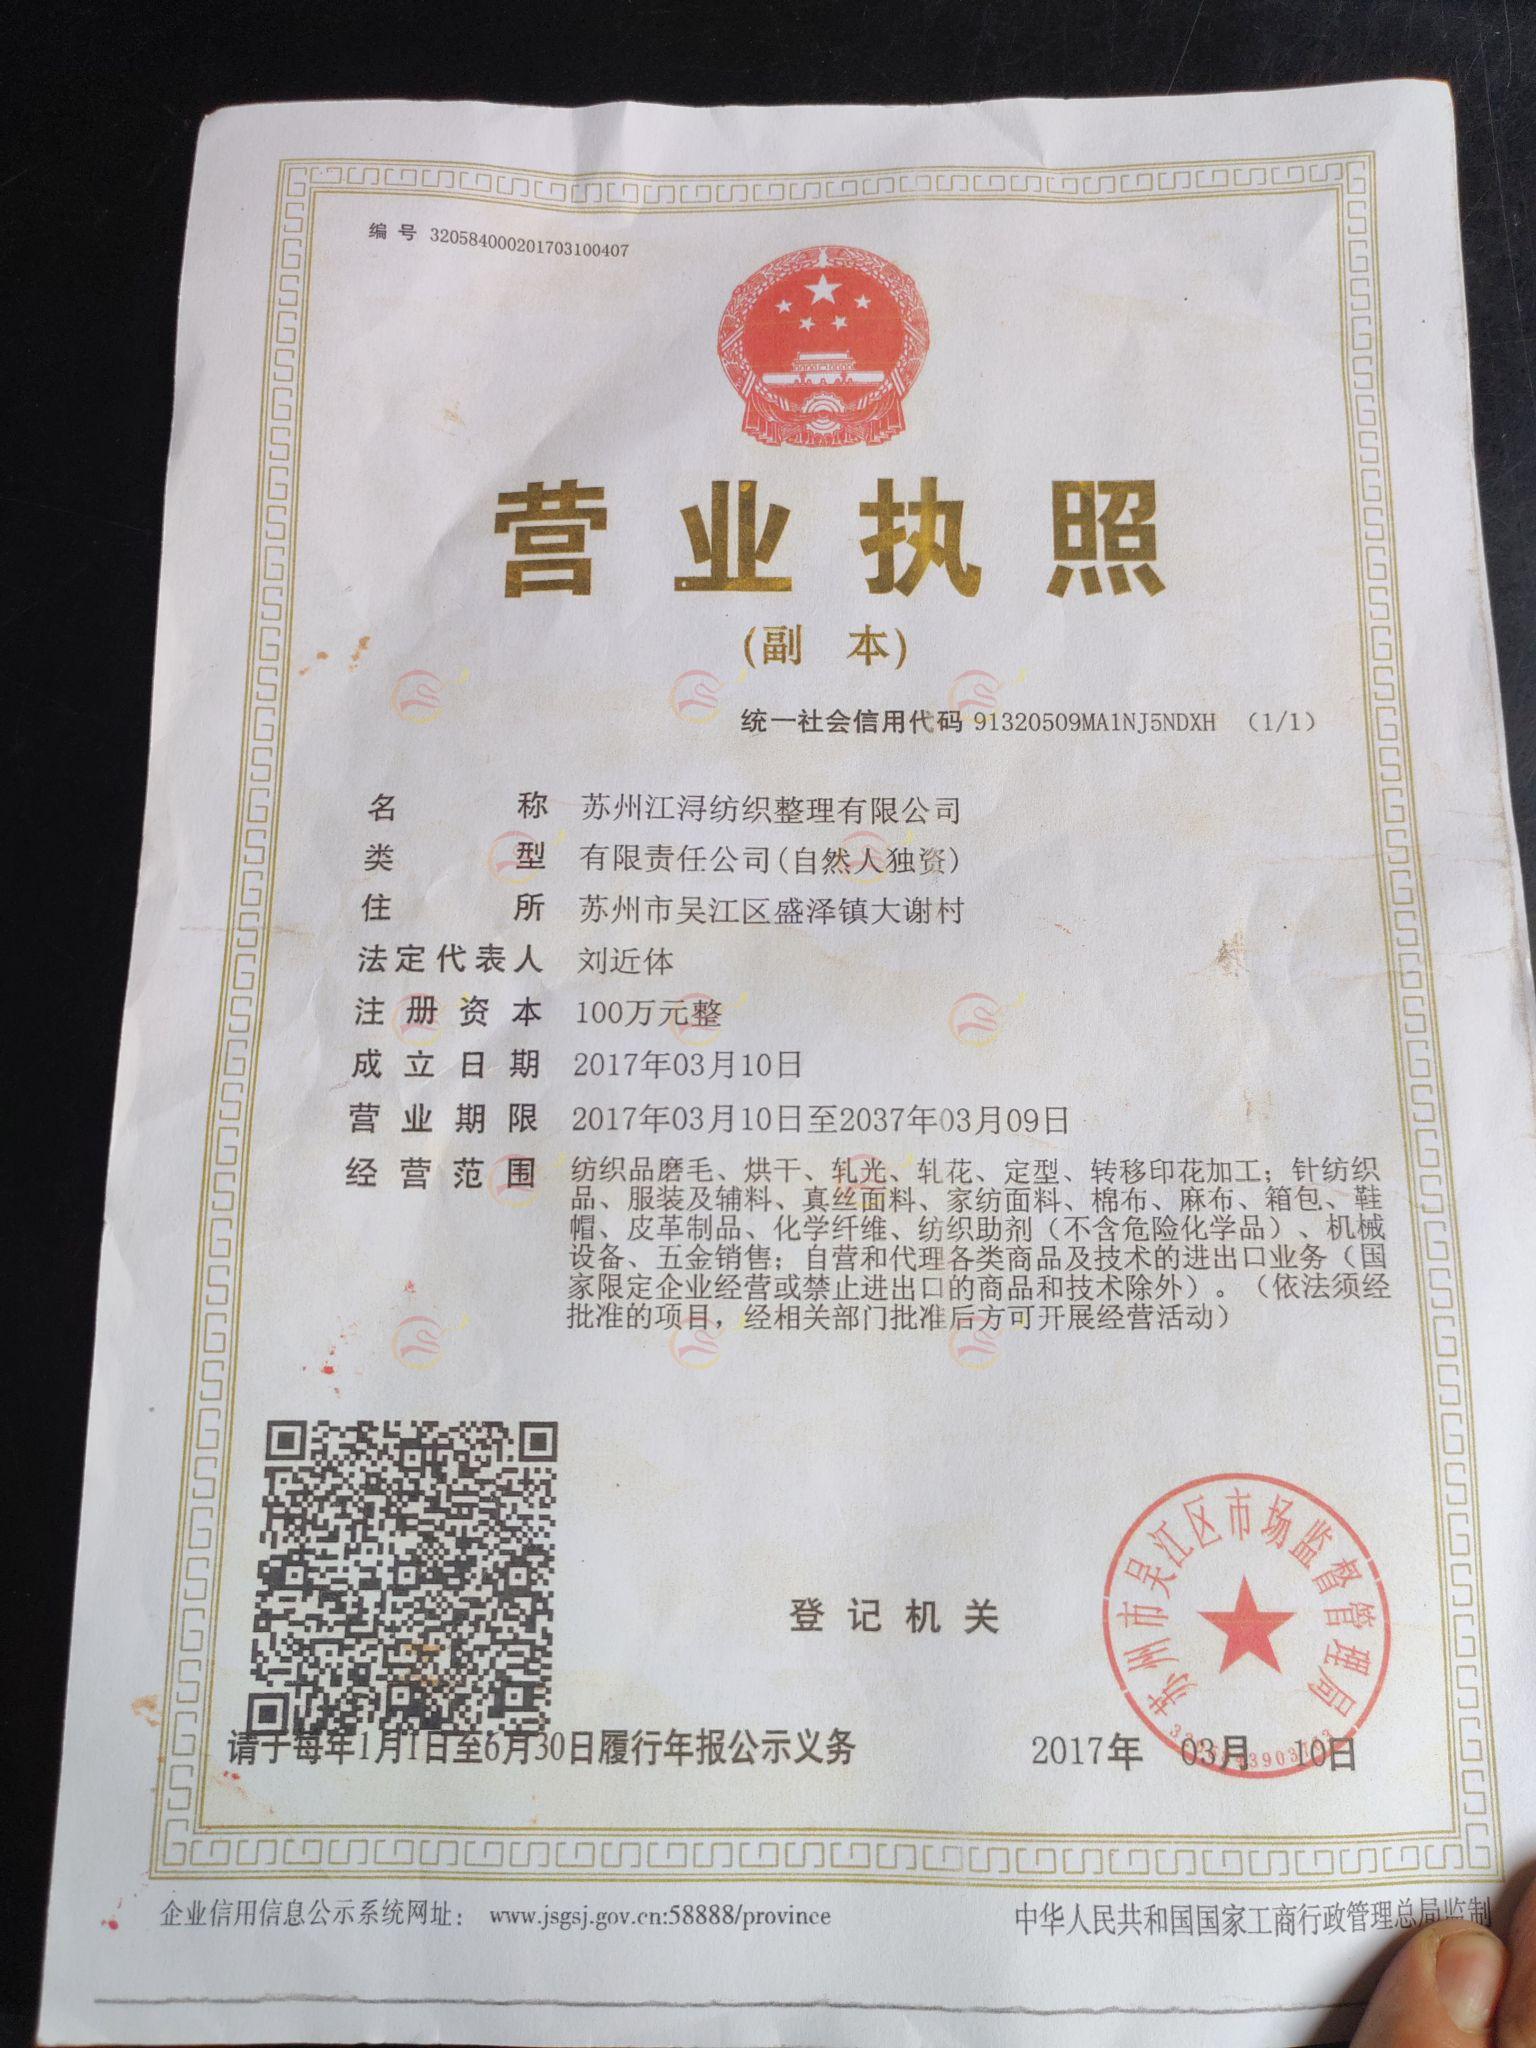 编号 320584000201703100407
营业执照
(副 本)
统一社会信用代码 91320509MA1NJ5NDXH （1/1）
名称 苏州江浔纺织整理有限公司
类型 有限责任公司(自然人独资)
住所 苏州市吴江区盛泽镇大谢村
法定代表人 刘近体
注册资本 100万元整
成立日期 2017年03月10日
营业期限 2017年03月10日至2037年03月09日
经营范围 纺织品磨毛、烘干、轧光、轧花、定型、转移印花加工；针纺织
品、服装及辅料、真丝面料、家纺面料、棉布、麻布、箱包、鞋
帽、皮革制品、化学纤维、纺织助剂（不含危险化学品）、机械
设备、五金销售；自营和代理各类商品及技术的进出口业务（国
家限定企业经营或禁止进出口的商品和技术除外）。（依法须经
批准的项目，经相关部门批准后方可开展经营活动）
登记机关
苏州市吴江区市场监督管理局
请于每年1月1日至6月30日履行年报公示义务
2017年 03月 10日
企业信用信息公示系统网址： www.jsgsj.gov.cn:58888/province
中华人民共和国国家工商行政管理总局监制